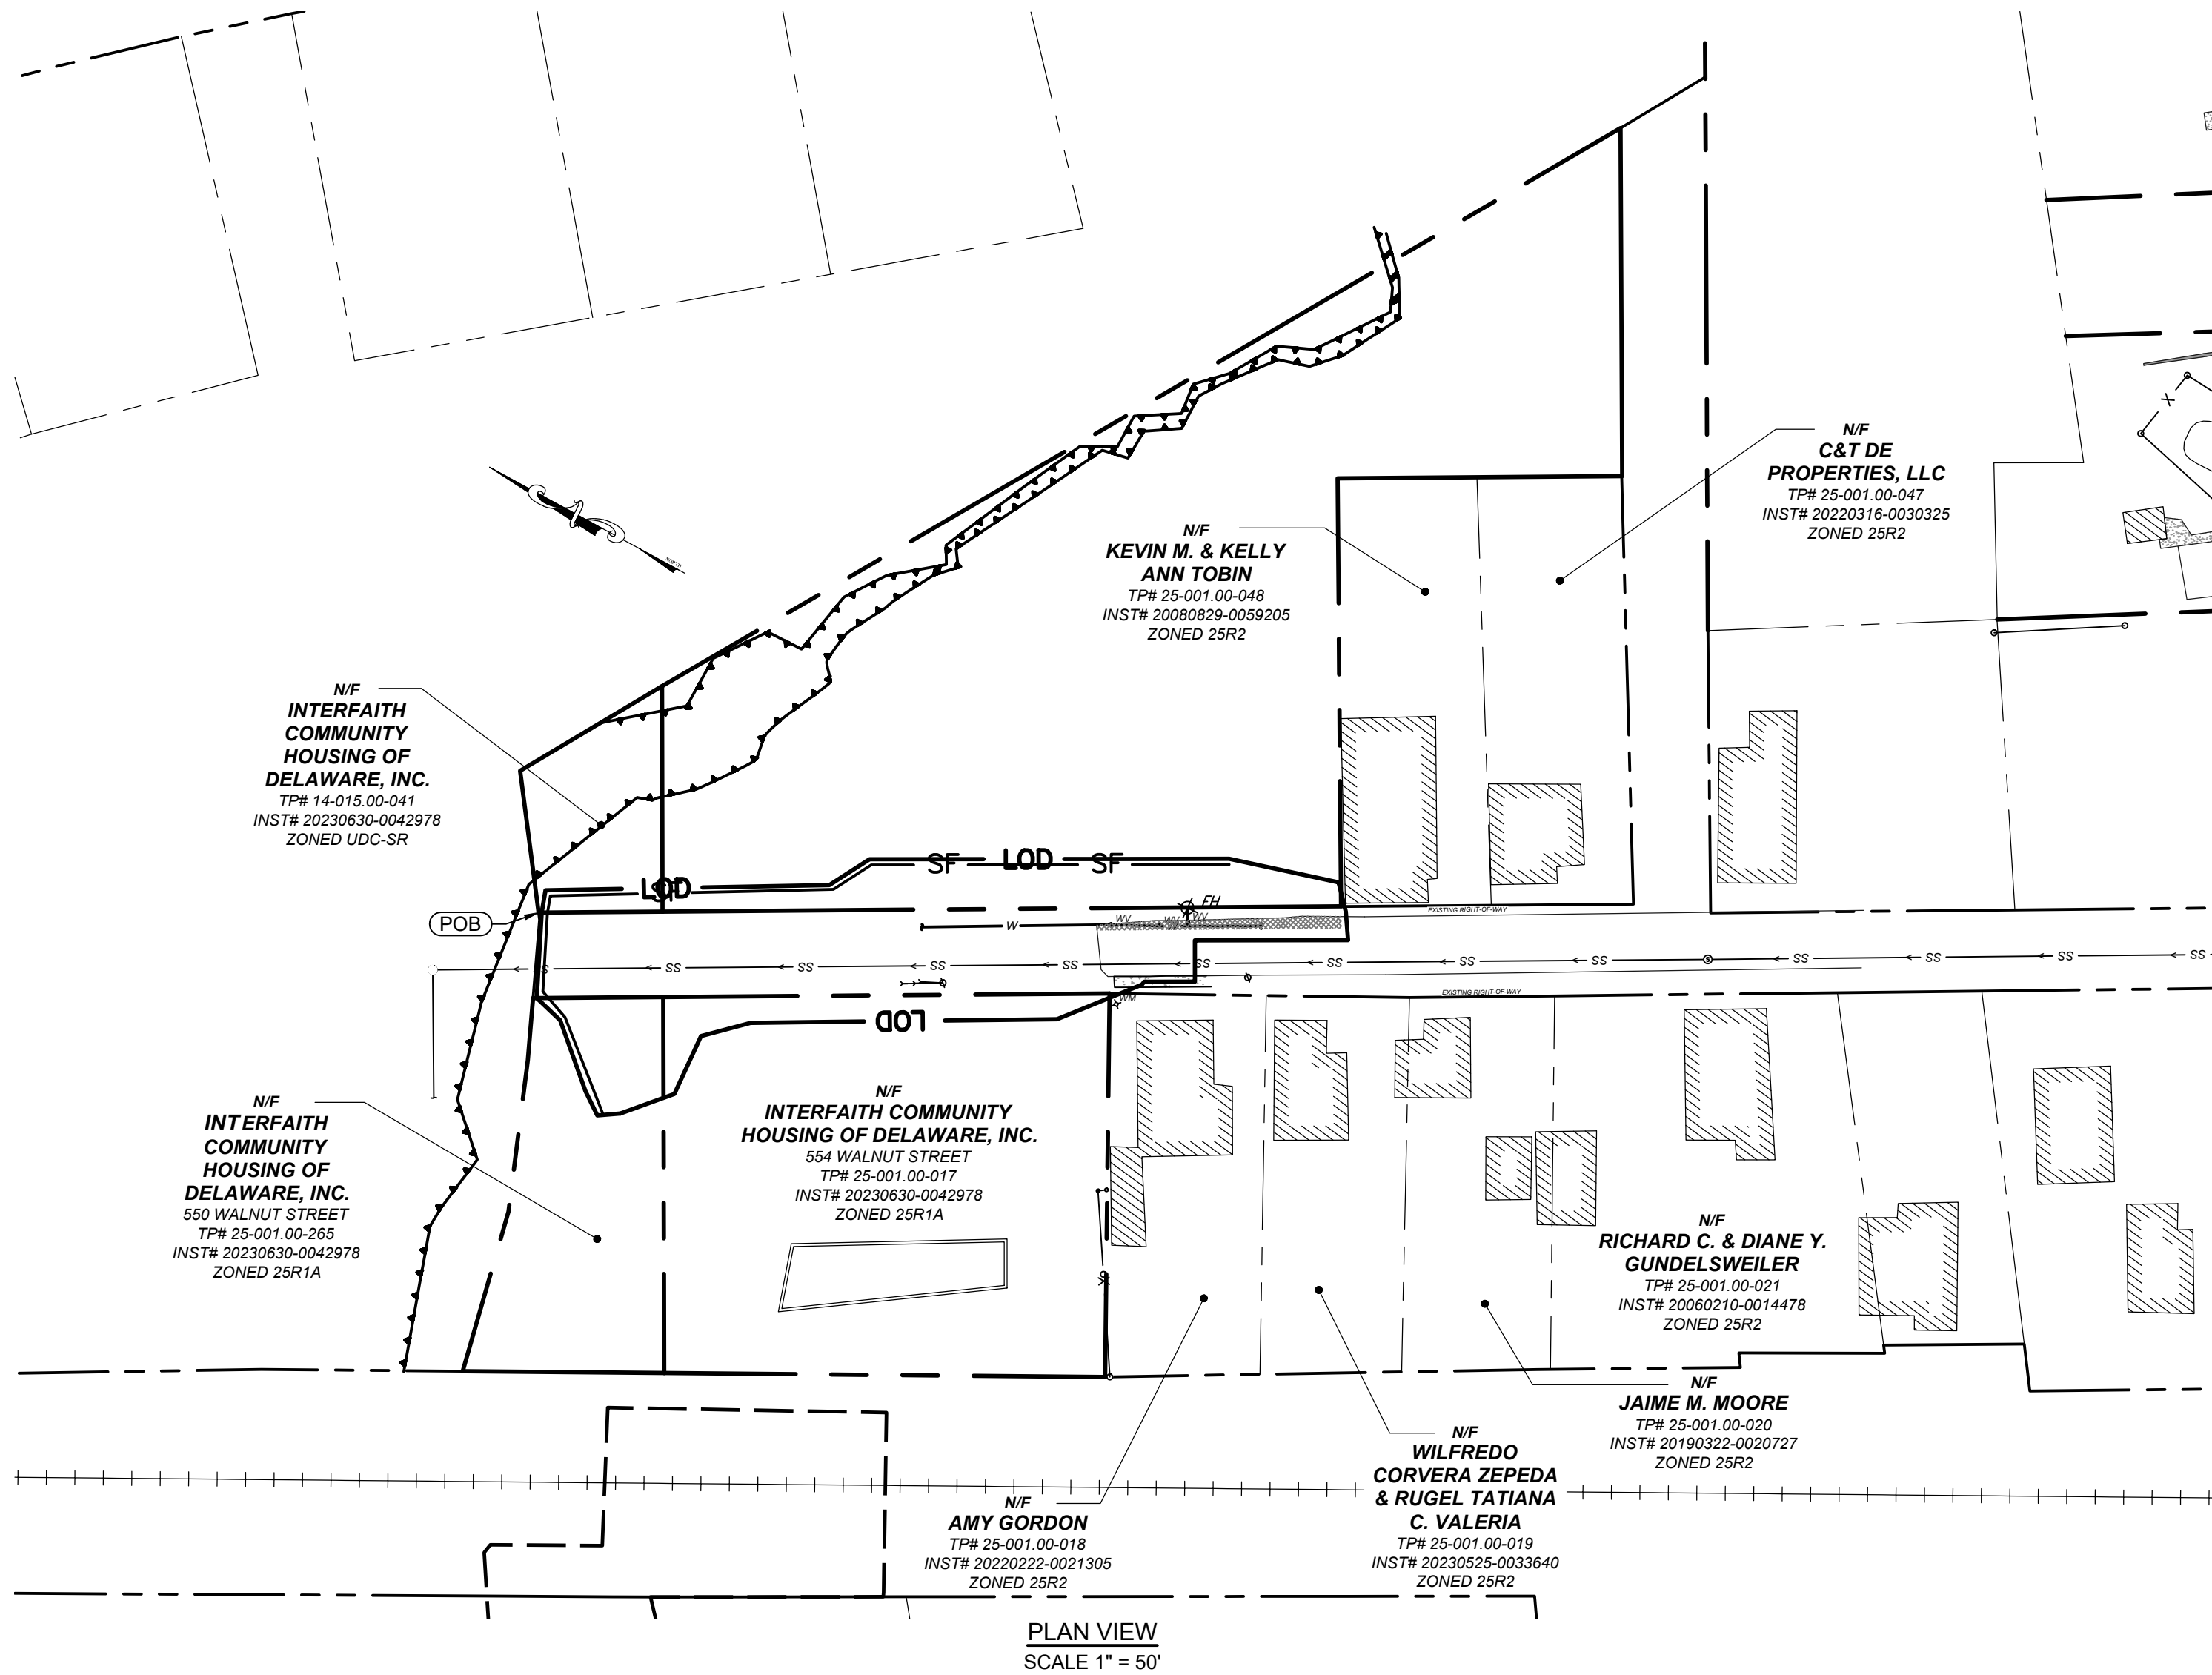 N/F
C&T DE
PROPERTIES, LLC
TP# 25-001.00-047
INST# 20220316-0030325
ZONED 25R2
N/F
KEVIN M. & KELLY
ANN TOBIN
TP# 25-001.00-048
INST# 20080829-0059205
ZONED 25R2
NORTH
N/F
INTERFAITH
COMMUNITY
HOUSING OF
DELAWARE, INC.
TP# 14-015.00-041
INST# 20230630-0042978
ZONED UDC-SR
X
SF LOD SF
LOD SF
POB
FH
WV WV WV
W W
EXISTING RIGHT-OF-WAY
SS SS SS SS SS SS SS SS SS S SS SS SS SS
EXISTING RIGHT-OF-WAY
WM
LOD
N/F
INTERFAITH
COMMUNITY
HOUSING OF
DELAWARE, INC.
550 WALNUT STREET
TP# 25-001.00-265
INST# 20230630-0042978
ZONED 25R1A
N/F
INTERFAITH COMMUNITY
HOUSING OF DELAWARE, INC.
554 WALNUT STREET
TP# 25-001.00-017
INST# 20230630-0042978
ZONED 25R1A
X
N/F
RICHARD C. & DIANE Y.
GUNDELSWEILER
TP# 25-001.00-021
INST# 20060210-0014478
ZONED 25R2
N/F
JAIME M. MOORE
TP# 25-001.00-020
INST# 20190322-0020727
ZONED 25R2
N/F
WILFREDO
CORVERA ZEPEDA
& RUGEL TATIANA
C. VALERIA
TP# 25-001.00-019
INST# 20230525-0033640
ZONED 25R2
N/F
AMY GORDON
TP# 25-001.00-018
INST# 20220222-0021305
ZONED 25R2
PLAN VIEW
SCALE 1" = 50'